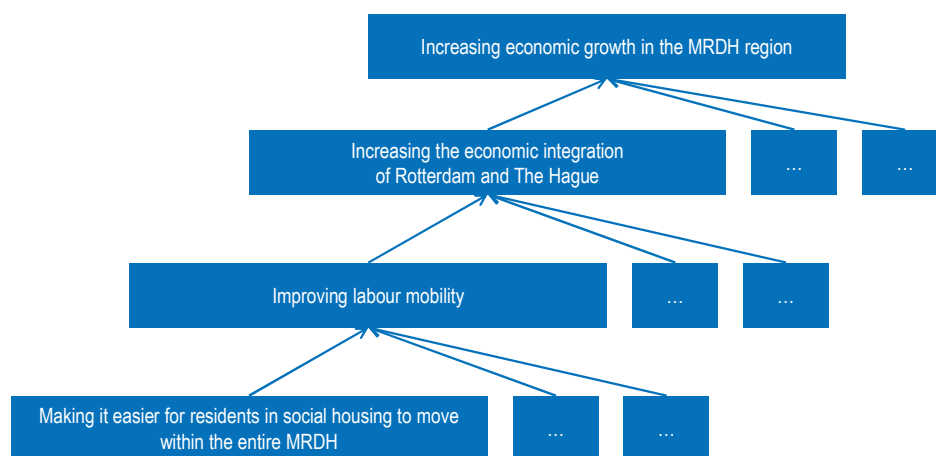 Increasing economic growth in the MRDH region
Increasing the economic integration
of Rotterdam and The Hague
…
…
Improving labour mobility
…
…
Making it easier for residents in social housing to move
within the entire MRDH
…
…